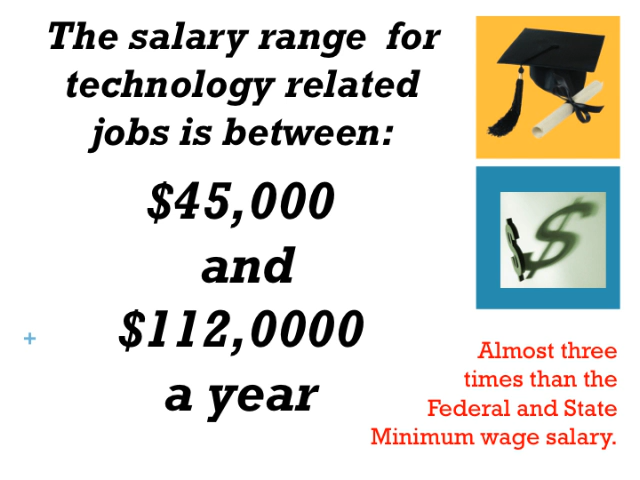 The salary range for
technology related
jobs is between:
$45,000
and
$112,0000
a year
+
Almost three
times than the
Federal and State
Minimum wage salary.